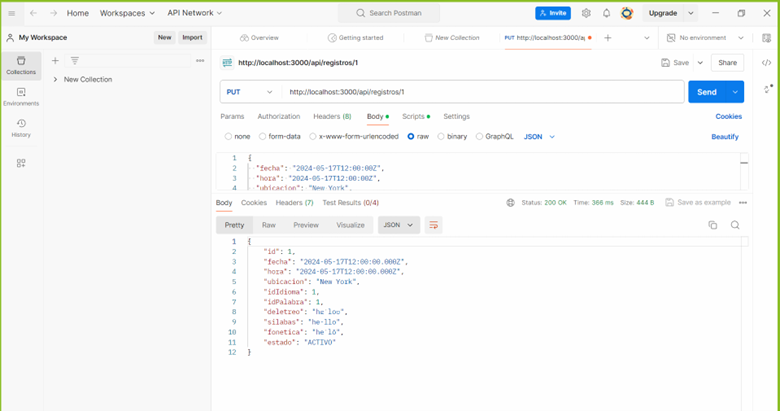 Home Workspaces API Network Search Postman Invite Upgrade
My Workspace New Import Overview Getting started New Collection PUT http://localhost:3000/a No environment
Collections
New Collection
http://localhost:3000/api/registros/1 Save Share
Environments
PUT http://localhost:3000/api/registros/1 Send
History
Params Authorization Headers (8) Body Scripts Settings Cookies
none form-data x-www-form-urlencoded raw binary GraphQL JSON Beautify
1 {
2 "fecha": "2024-05-17T12:00:00Z",
3 "hora": "2024-05-17T12:00:00Z",
4 "ubicacion": "New York",
Body Cookies Headers (7) Test Results (0/4) Status: 200 OK Time: 366 ms Size: 444 B Save as example
Pretty Raw Preview Visualize JSON
1 {
2 "id": 1,
3 "fecha": "2024-05-17T12:00:00.000Z",
4 "hora": "2024-05-17T12:00:00.000Z",
5 "ubicacion": "New York",
6 "idIdioma": 1,
7 "idPalabra": 1,
8 "deletreo":
9 "silabas": "he-llo",
10 "fonetica":
11 "estado": "ACTIVO"
12 }